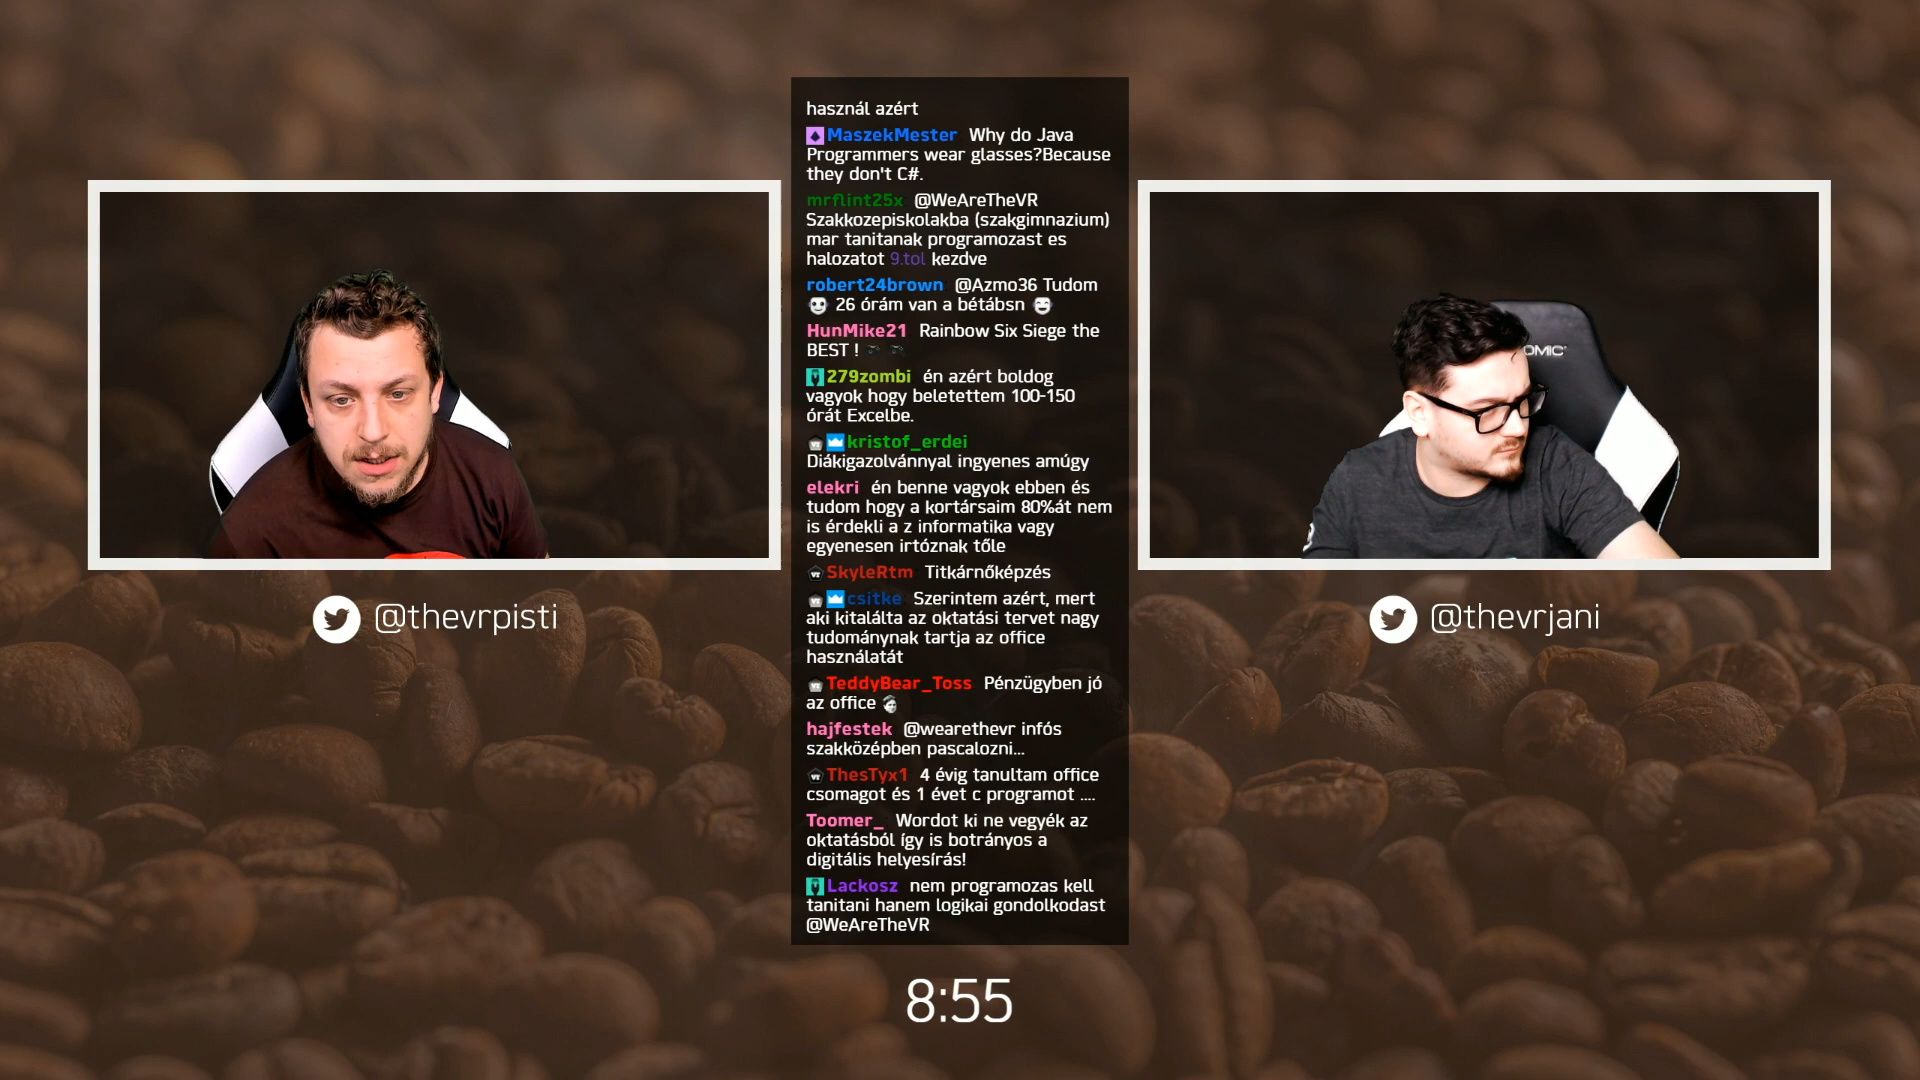 használ azért
MaszekMester Why do Java
Programmers wear glasses?Because
they don't C#.
mrflint25x @WeAreTheVR
Szakkozepiskolakba (szakgimnazium)
mar tanitanak programozast es
halozatot 9.tol kezdve
robert24brown @Azmo36 Tudom
26 órám van a bétábsn
HunMike21 Rainbow Six Siege the
BEST !
279zombi én azért boldog
vagyok hogy beletettem 100-150
órát Excelbe.
kristof_erdei
Diákigazolvánnyal ingyenes amúgy
elekri én benne vagyok ebben és
tudom hogy a kortársaim 80%át nem
is érdekli a z informatika vagy
egyenesen irtóznak tőle
SkyleRtm Titkárnőképzés
csitke Szerintem azért, mert
aki kitalálta az oktatási tervet nagy
tudománynak tartja az office
használatát
TeddyBear_Toss Pénzügyben jó
az office
hajfestek @wearethevr infós
szakközépben pascalozni...
ThesTyx1 4 évig tanultam office
csomagot és 1 évet c programot ....
Toomer_ Wordot ki ne vegyék az
oktatásból így is botrányos a
digitális helyesírás!
Lackosz nem programozas kell
tanitani hanem logikai gondolkodast
@WeAreTheVR
@thevrpisti
@thevrjani
8:55